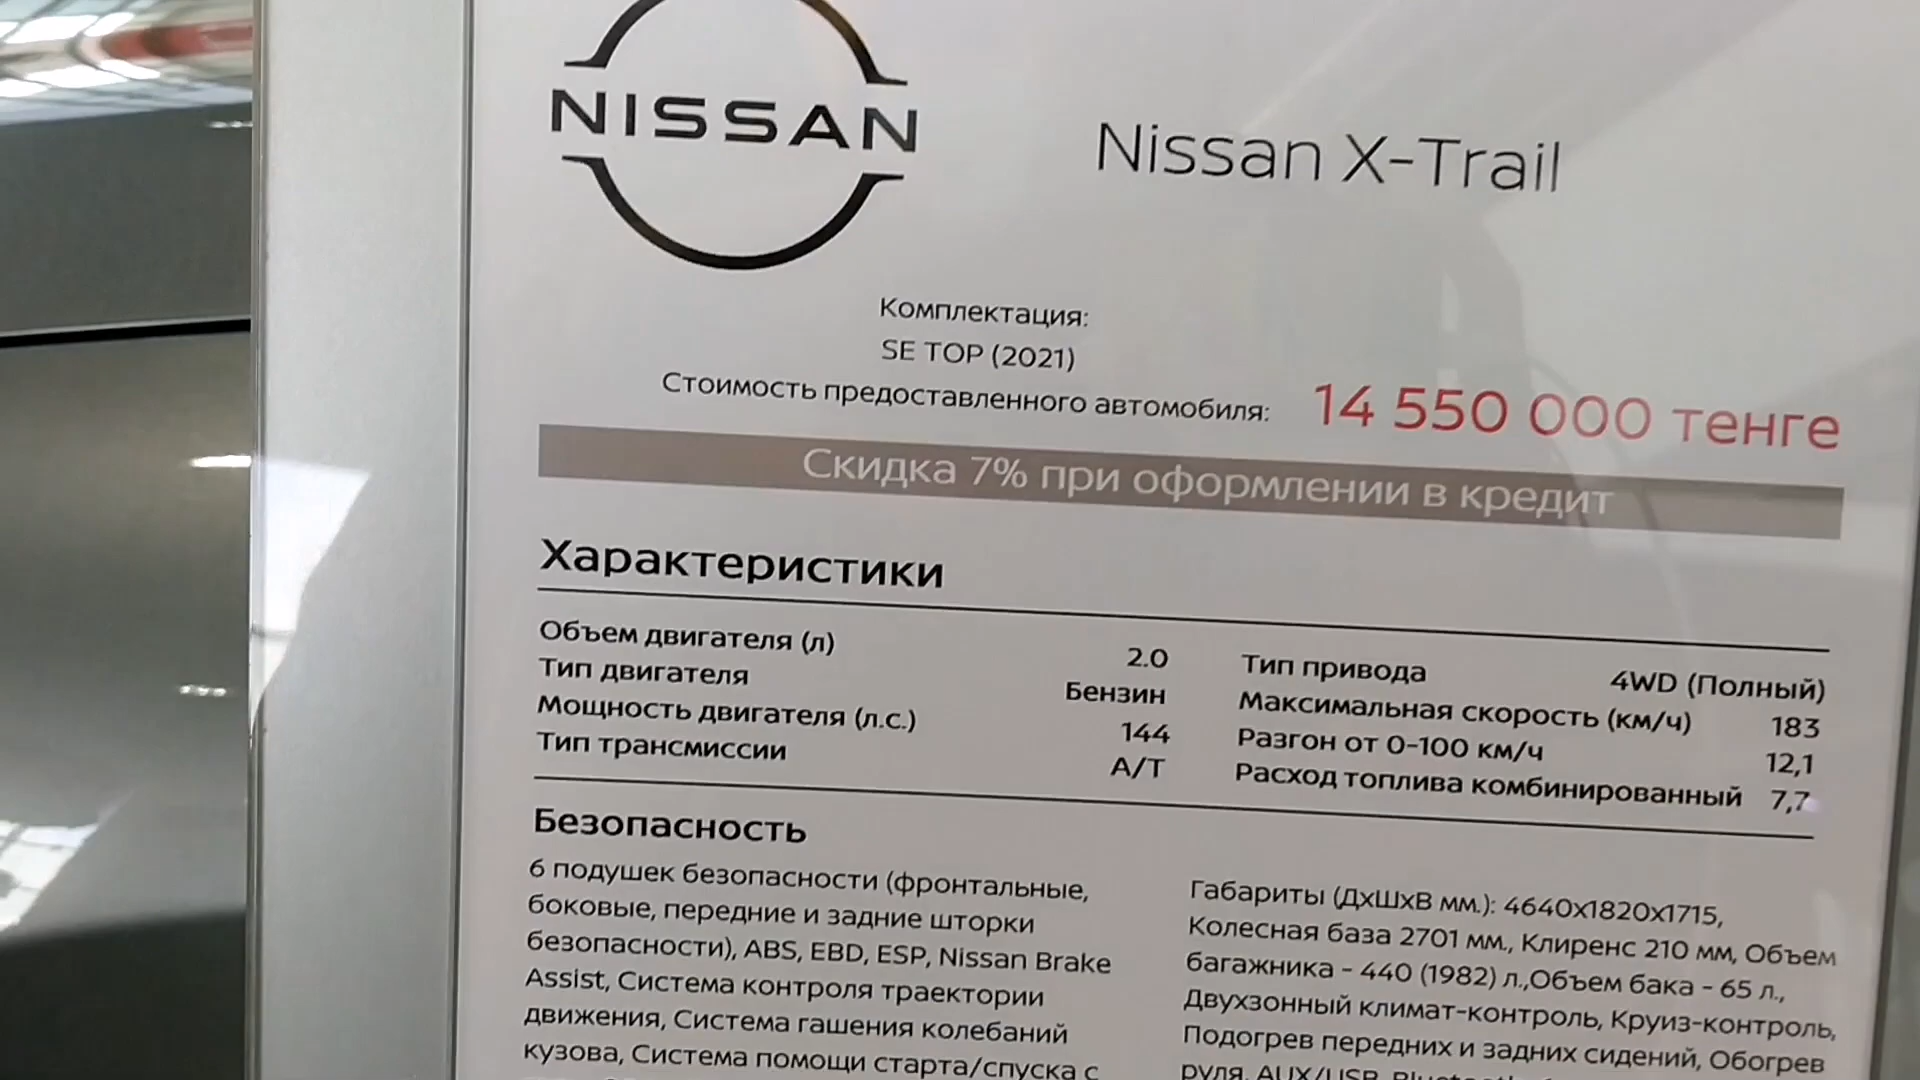 NISSAN
Nissan X-Trail
Комплектация:
SE TOP (2021)
Стоимость предоставленного автомобиля: 14 550 000 тенге
Скидка 7% при оформлении в кредит
Характеристики
Объем двигателя (л) 2.0
Тип двигателя Бензин
Мощность двигателя (л.с.) 144
Тип трансмиссии A/T
Тип привода 4WD (Полный)
Максимальная скорость (км/ч) 183
Разгон от 0-100 км/ч 12,1
Расход топлива комбинированный 7,7
Безопасность
6 подушек безопасности (фронтальные,
боковые, передние и задние шторки
безопасности), ABS, EBD, ESP, Nissan Brake
Assist, Система контроля траектории
движения, Система гашения колебаний
кузова, Система помощи старта/спуска с
Габариты (ДхШхВ мм.): 4640х1820х1715,
Колесная база 2701 мм., Клиренс 210 мм, Объем
багажника - 440 (1982) л.,Объем бака - 65 л.,
Двухзонный климат-контроль, Круиз-контроль,
Подогрев передних и задних сидений, Обогрев
руля, AUX/USB, Bluetooth